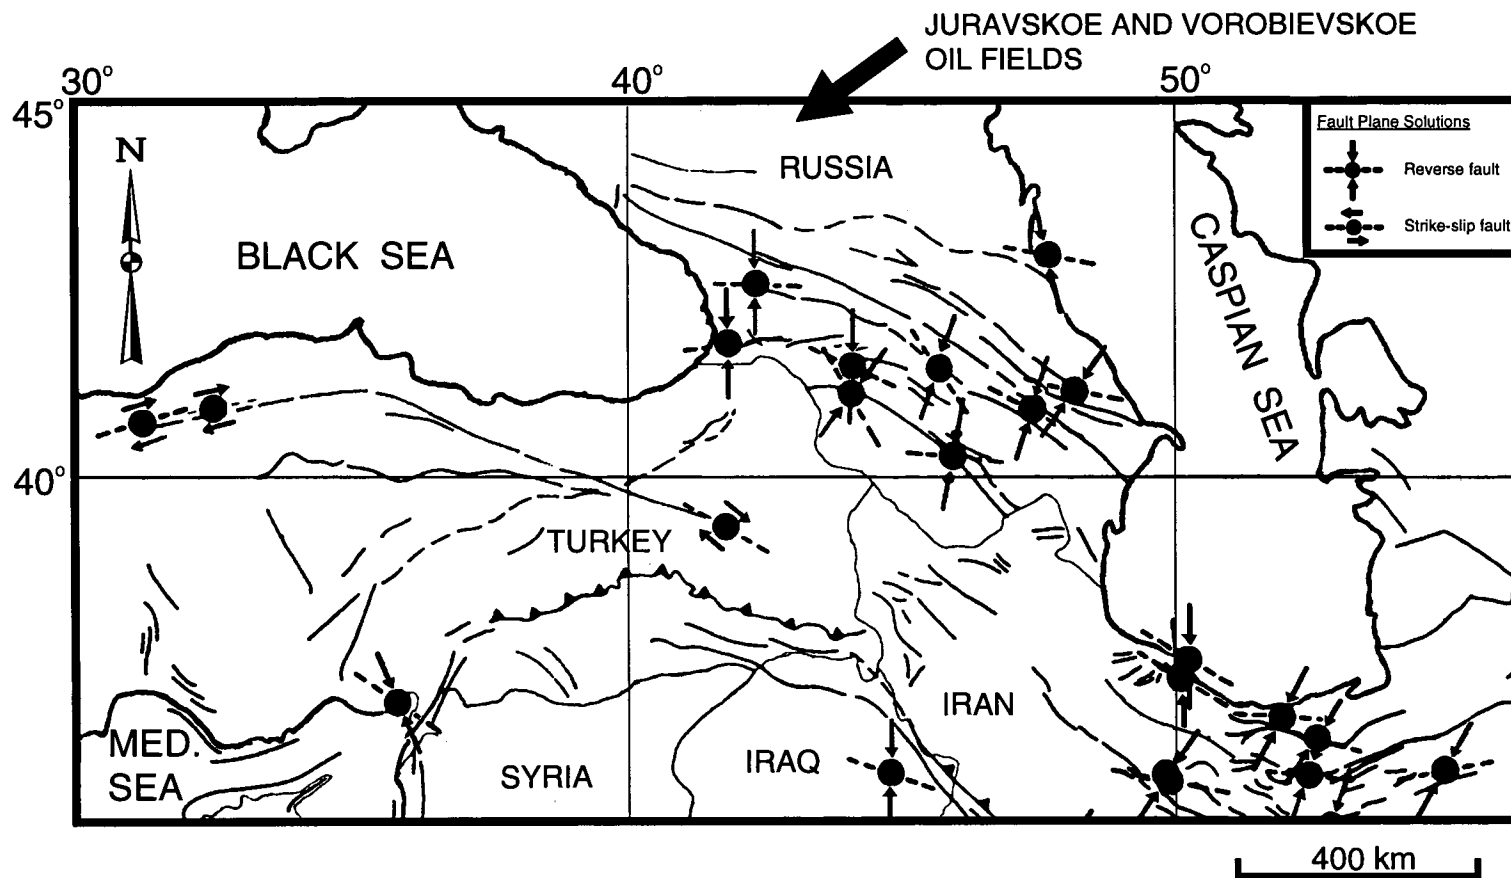 JURAVSKOE AND VOROBIEVSKOE
OIL FIELDS
30°
40°
50°
45°
Fault Plane Solutions
N
Reverse fault
RUSSIA
Strike-slip fault
BLACK SEA
CASPIAN SEA
40°
TURKEY
IRAN
MED.
SEA
SYRIA
IRAQ
400 km